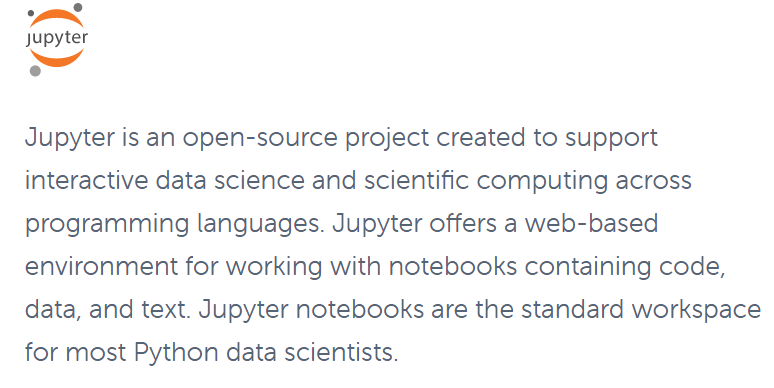 jupyter
Jupyter is an open-source project created to support
interactive data science and scientific computing across
programming languages. Jupyter offers a web-based
environment for working with notebooks containing code,
data, and text. Jupyter notebooks are the standard workspace
for most Python data scientists.